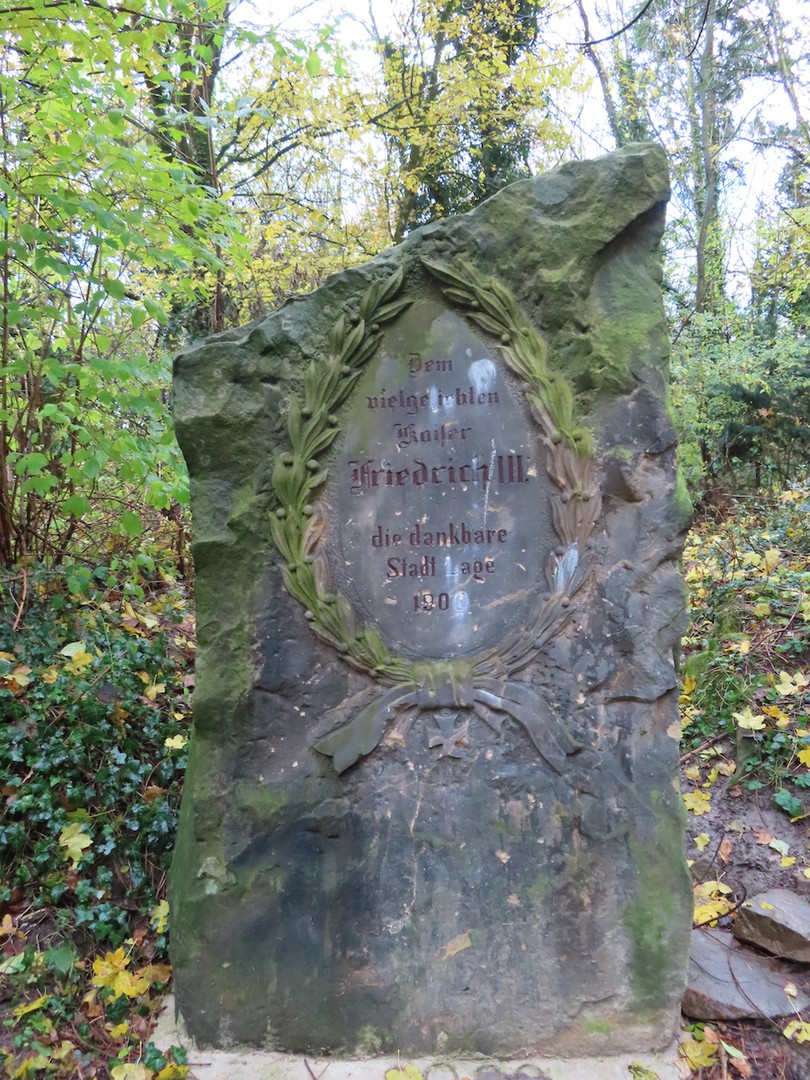 Dem
vielgeliebten
Kaiser
Friedrich III.
die dankbare
Stadt Lage